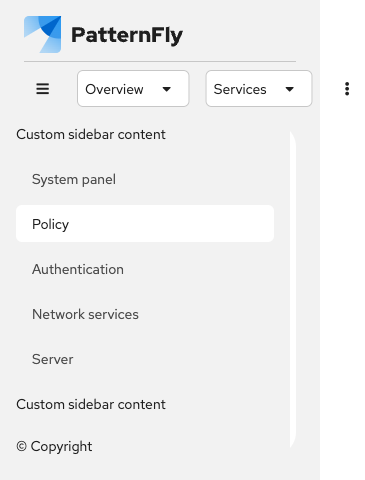 PatternFly
Overview
Services
Custom sidebar content
System panel
Policy
Authentication
Network services
Server
Custom sidebar content
© Copyright